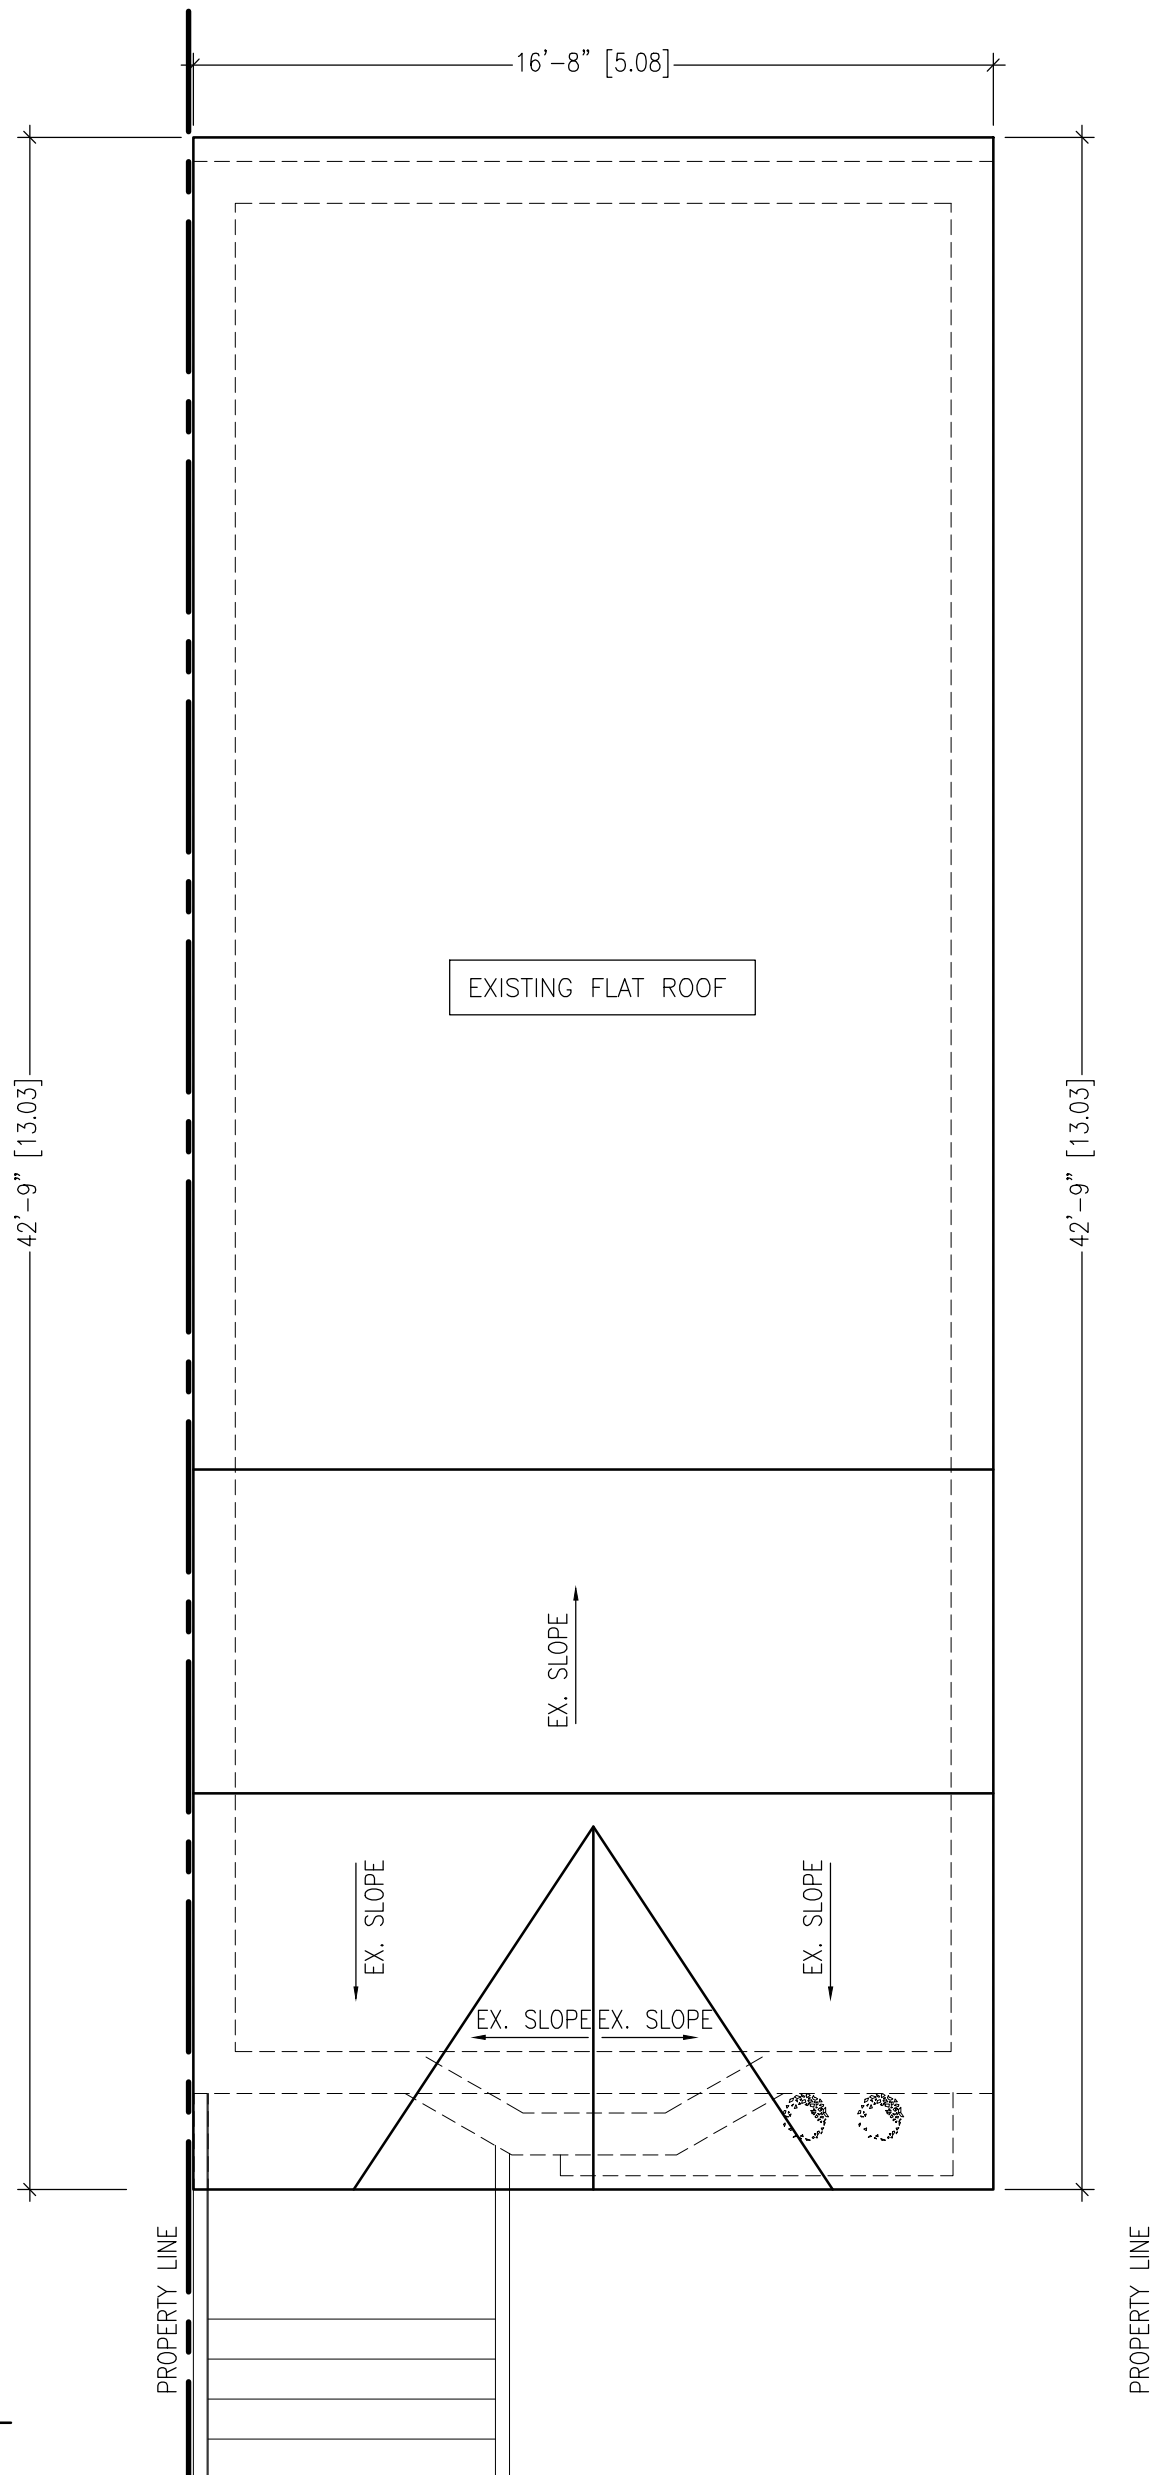 16'-8" [5.08]
EXISTING FLAT ROOF
42'-9" [13.03]
42'-9" [13.03]
EX. SLOPE
EX. SLOPE
EX. SLOPE
EX. SLOPE
EX. SLOPE
PROPERTY LINE
PROPERTY LINE